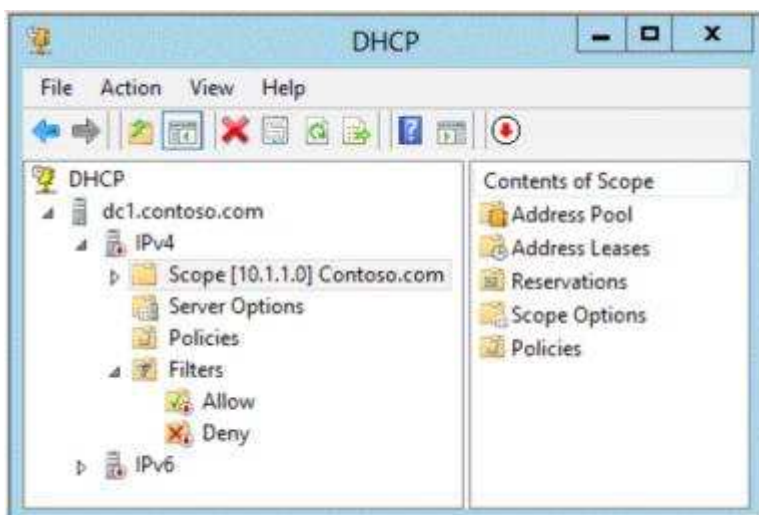 DHCP
File Action View Help
DHCP
dc1.contoso.com
IPv4
Scope [10.1.1.0] Contoso.com
Server Options
Policies
Filters
Allow
Deny
IPv6
Contents of Scope
Address Pool
Address Leases
Reservations
Scope Options
Policies